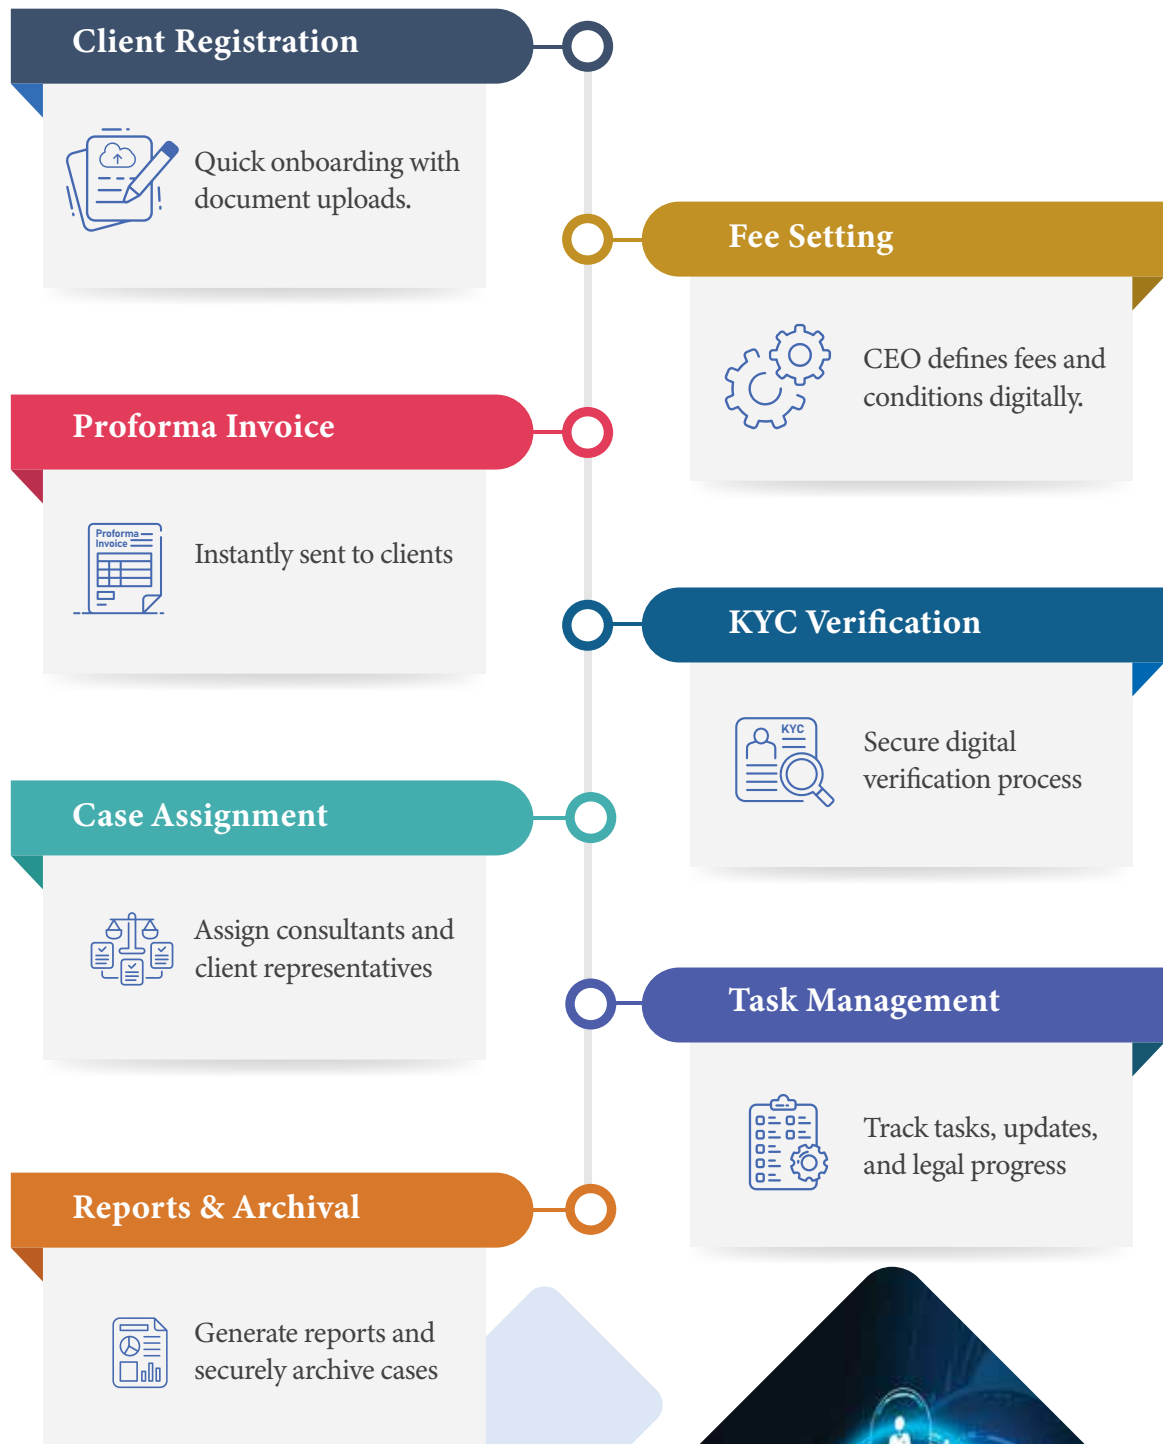 Client Registration
Quick onboarding with
document uploads.
Fee Setting
CEO defines fees and
conditions digitally.
Proforma Invoice
Proforma
Invoice
Instantly sent to clients
KYC Verification
KYC
Secure digital
verification process
Case Assignment
Assign consultants and
client representatives
Task Management
Track tasks, updates,
and legal progress
Reports & Archival
Generate reports and
securely archive cases